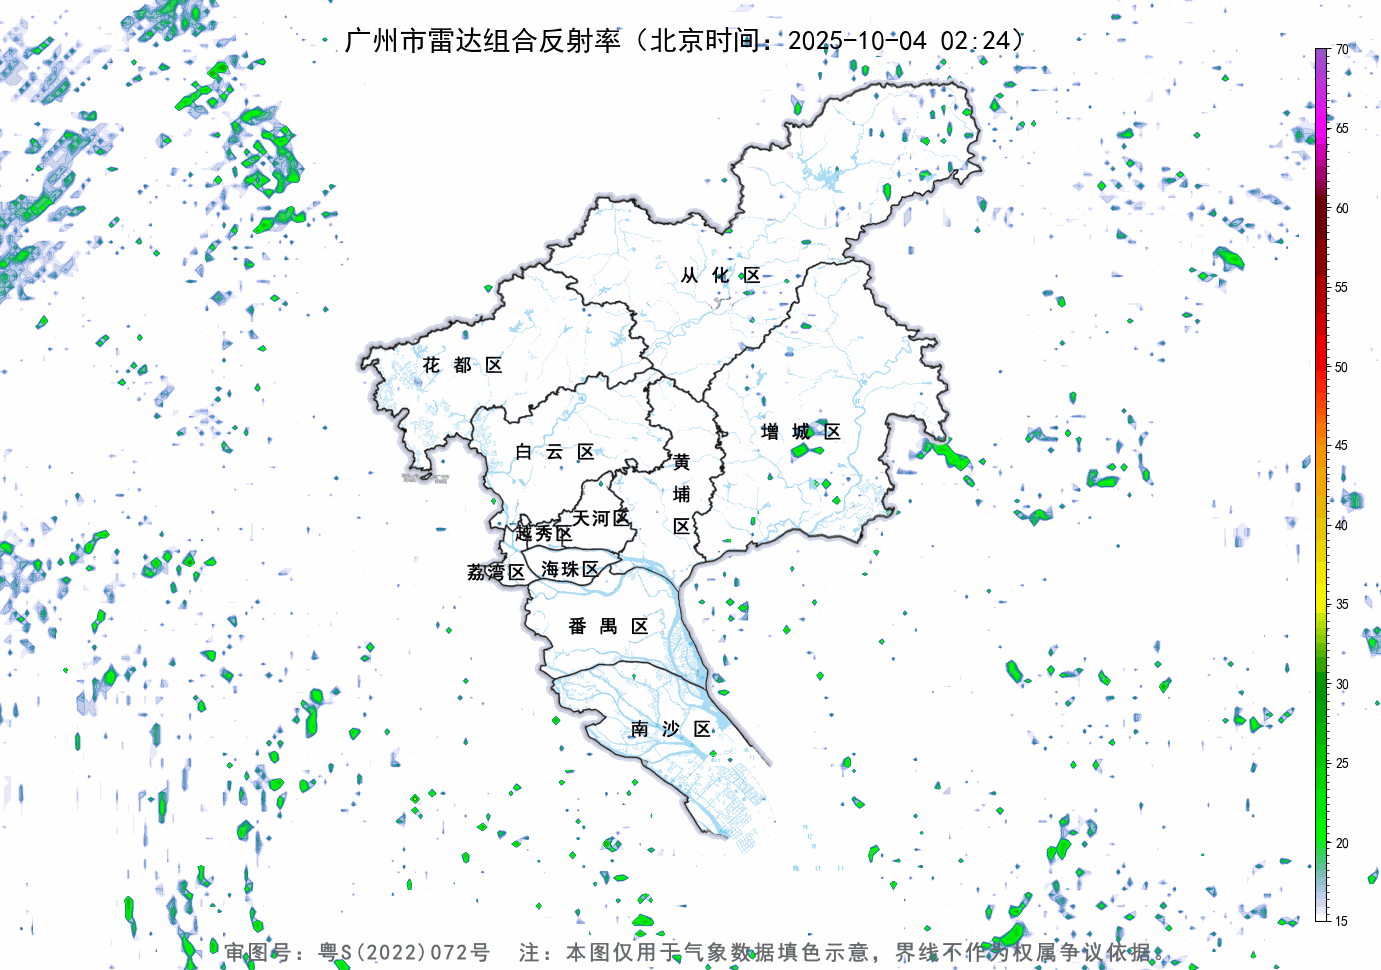 广州市雷达组合反射率（北京时间：2025-10-04 02:24）
70
65
60
55
50
45
40
35
30
25
20
15
从化区
花都区
增城区
白云区
黄埔区
天河区
越秀区
荔湾区
海珠区
番禺区
南沙区
审图号：粤S(2022)072号 注：本图仅用于气象数据填色示意，界线不作为权属争议依据。